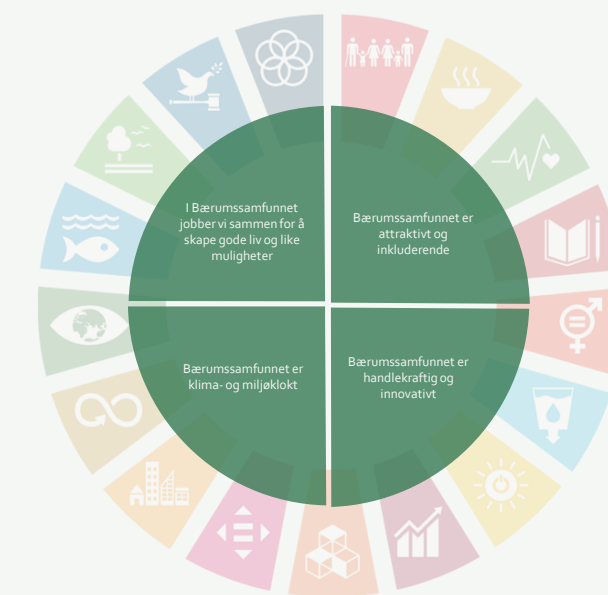 I Bærumssamfunnet
jobber vi sammen for å
skape gode liv og like
muligheter
Bærumssamfunnet er
attraktivt og
inkluderende
Bærumssamfunnet er
klima- og miljøklokt
Bærumssamfunnet er
handlekraftig og
innovativt